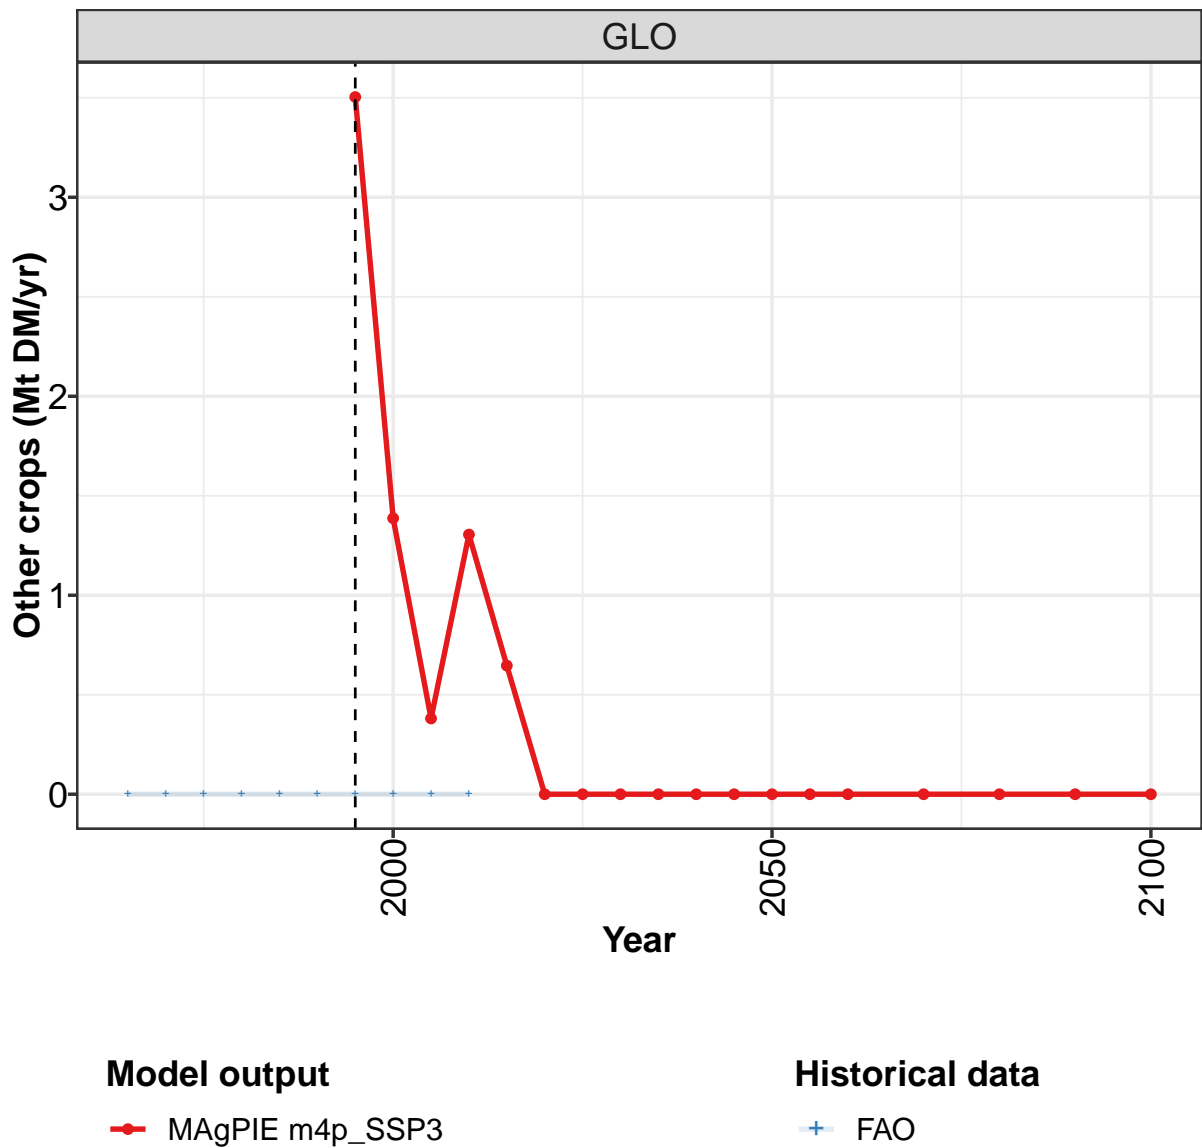 GLO
Other crops (Mt DM/yr)
3
2
1
0
2000
2050
2100
Year
Model output
Historical data
MAgPIE m4p_SSP3
FAO